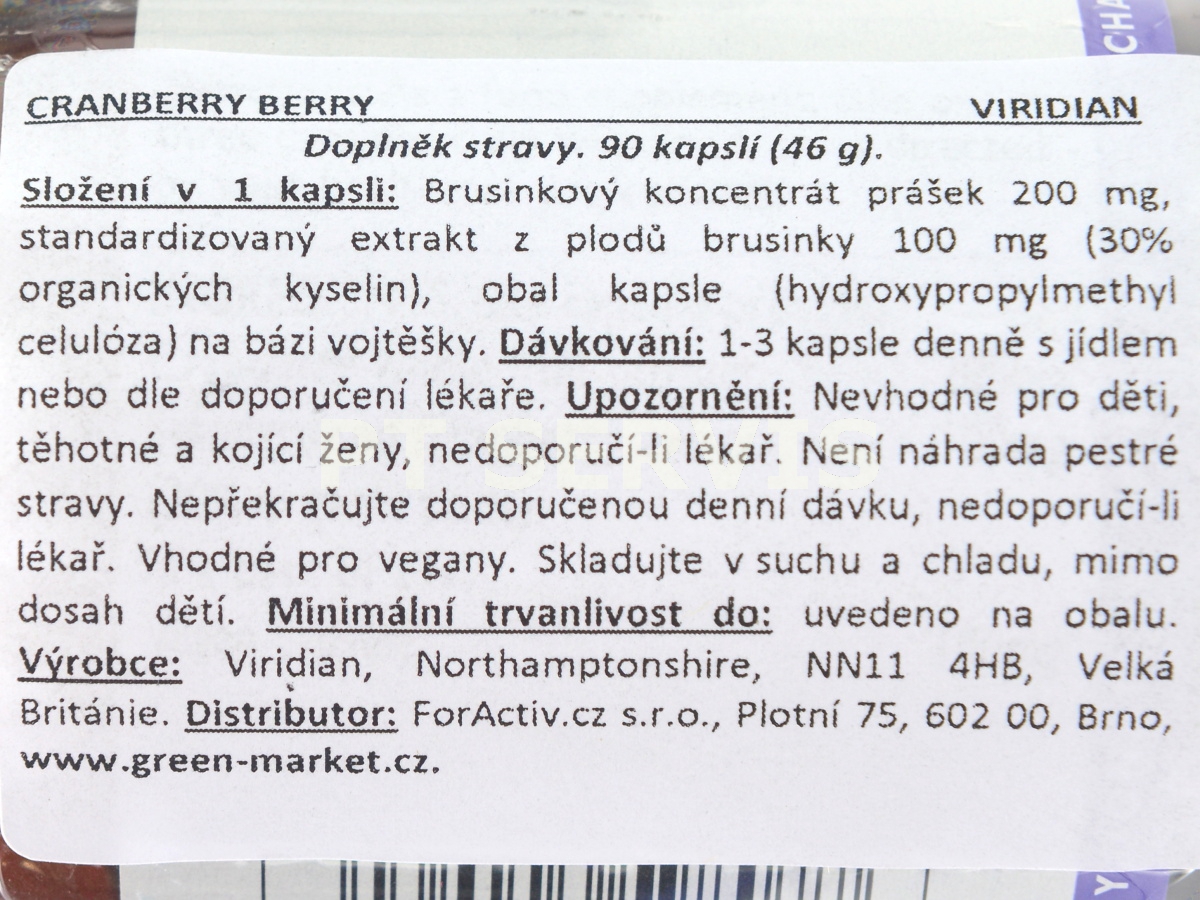 CHA
CRANBERRY BERRY VIRIDIAN
Doplněk stravy. 90 kapslí (46 g).
Složení v 1 kapsli: Brusinkový koncentrát prášek 200 mg,
standardizovaný extrakt z plodů brusinky 100 mg (30%
organických kyselin), obal kapsle (hydroxypropylmethyl
celulóza) na bázi vojtěšky. Dávkování: 1-3 kapsle denně s jídlem
nebo dle doporučení lékaře. Upozornění: Nevhodné pro děti,
těhotné a kojící ženy, nedoporučí-li lékař. Není náhrada pestré
stravy. Nepřekračujte doporučenou denní dávku, nedoporučí-li
lékař. Vhodné pro vegany. Skladujte v suchu a chladu, mimo
dosah dětí. Minimální trvanlivost do: uvedeno na obalu.
Výrobce: Viridian, Northamptonshire, NN11 4HB, Velká
Británie. Distributor: ForActiv.cz s.r.o., Plotní 75, 602 00, Brno,
www.green-market.cz.
PT SERVIS
Y